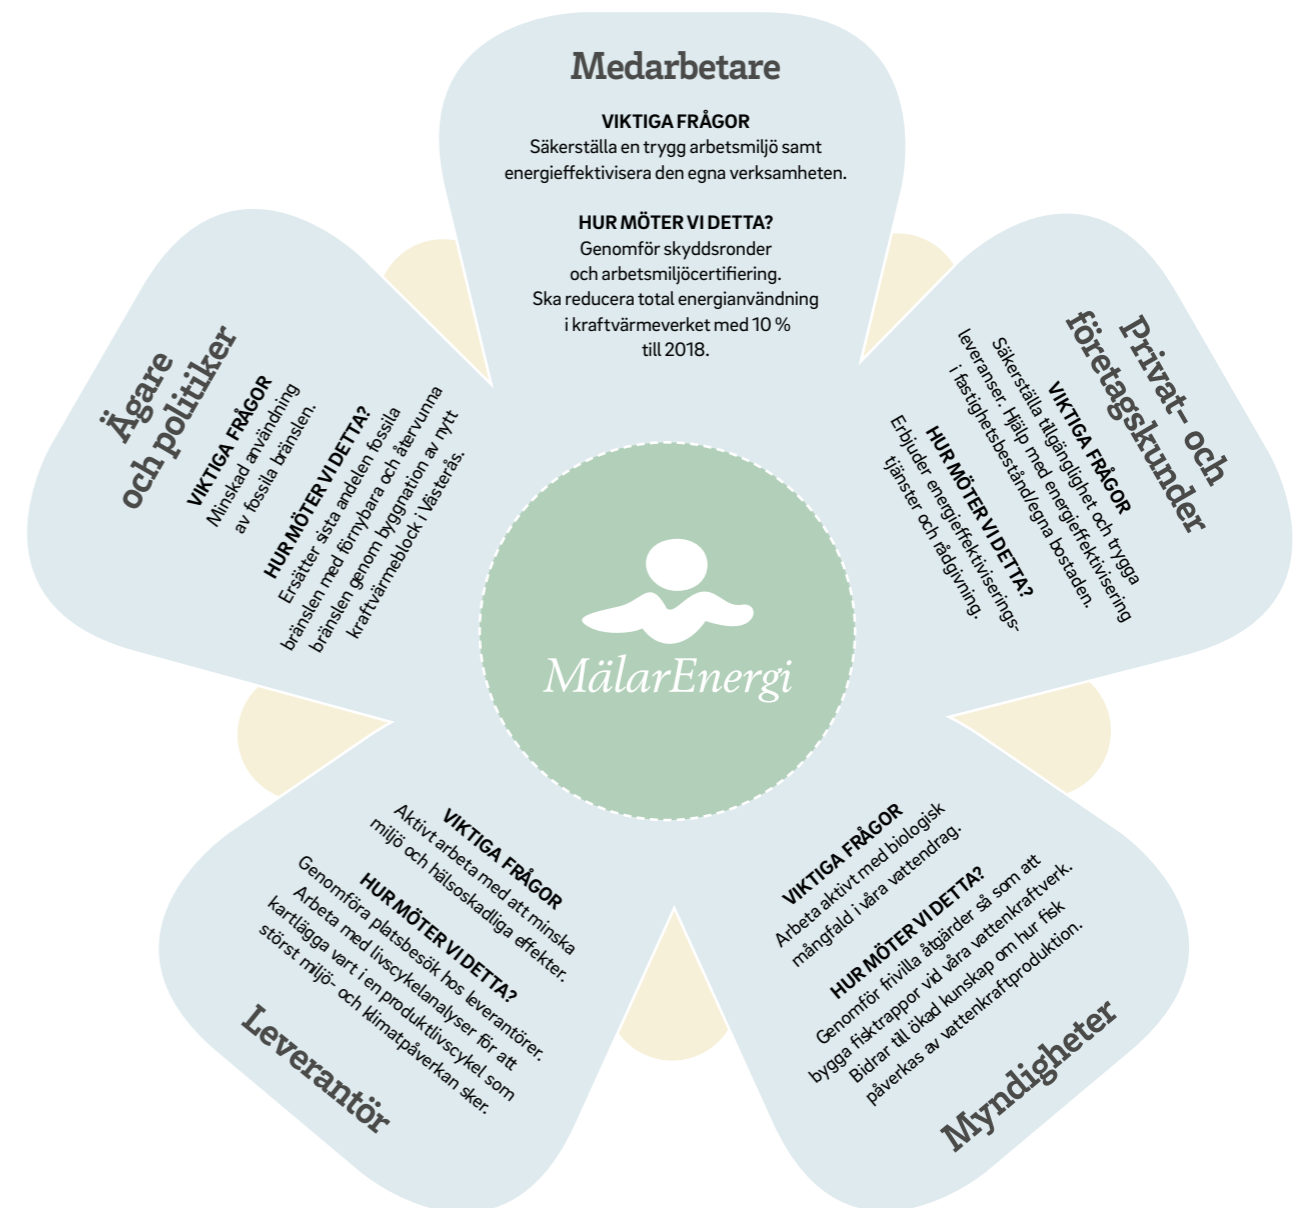 Medarbetare
VIKTIGA FRÅGOR
Säkerställa en trygg arbetsmiljö samt
energieffektivisera den egna verksamheten.
HUR MÖTER VI DETTA?
Genomför skyddsronder
och arbetsmiljöcertifiering.
Ska reducera total energianvändning
i kraftvärmeverket med 10 %
till 2018.
Privat- och
företagskunder
VIKTIGA FRÅGOR
Säkerställa tillgänglighet och trygga
leveranser. Hjälp med energieffektivisering
i fastighetsbestånd/egna bostaden.
HUR MÖTER VI DETTA?
Erbjuder energieffektiviserings-
tjänster och rådgivning.
Myndigheter
VIKTIGA FRÅGOR
Arbeta aktivt med biologisk
mångfald i våra vattendrag.
HUR MÖTER VI DETTA?
Genomför frivilla åtgärder så som att
bygga fisktrappor vid våra vattenkraftverk.
Bidrar till ökad kunskap om hur fisk
påverkas av vattenkraftproduktion.
Leverantör
VIKTIGA FRÅGOR
Aktivt arbeta med att minska
miljö och hälsoskadliga effekter.
HUR MÖTER VI DETTA?
Genomföra platsbesök hos leverantörer.
Arbeta med livscykelanalyser för att
kartlägga vart i en produktlivscykel som
störst miljö- och klimatpåverkan sker.
Ägare
och politiker
VIKTIGA FRÅGOR
Minskad användning
av fossila bränslen.
HUR MÖTER VI DETTA?
Ersätter sista andelen fossila
bränslen med förnybara och återvunna
bränslen genom byggnation av nytt
kraftvärmeblock i Västerås.
MälarEnergi